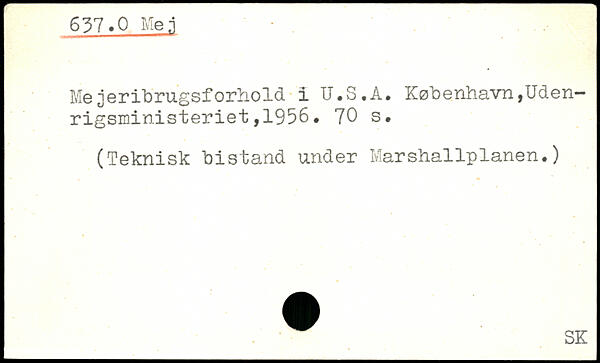 637.0 Mej
Mejeribrugsforhold i U.S.A. København,Uden-
rigsministeriet,1956. 70 s.
(Teknisk bistand under Marshallplanen.)
SK